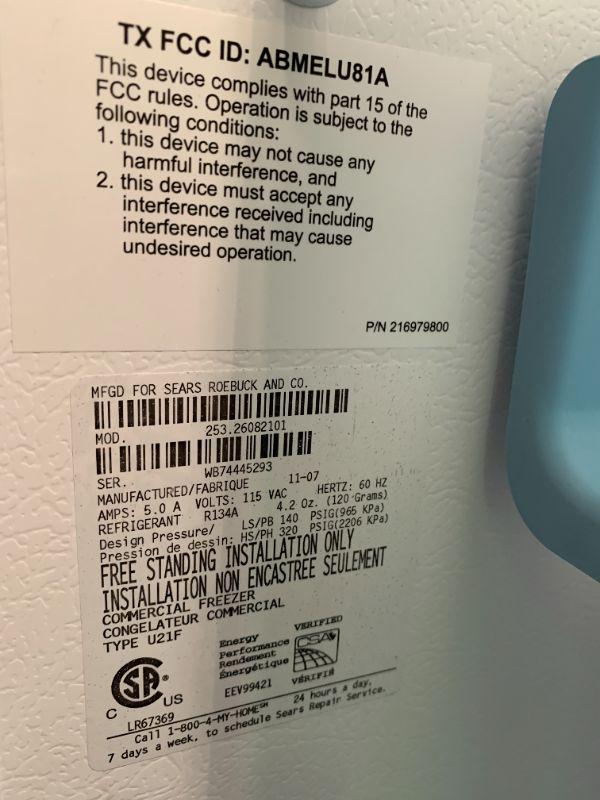 TX FCC ID: ABMELU81A
This device complies with part 15 of the
FCC rules. Operation is subject to the
following conditions:
1. this device may not cause any
harmful interference, and
2. this device must accept any
interference received including
interference that may cause
undesired operation.
P/N 216979800
MFGD FOR SEARS ROEBUCK AND CO.
MOD. 253.26082101
SER. WB74445293
MANUFACTURED/FABRIQUE 11-07
AMPS: 5.0 A VOLTS: 115 VAC HERTZ: 60 HZ
REFRIGERANT R134A 4.2 Oz. (120 Grams)
Design Pressure/ LS/PB 140 PSIG(965 KPa)
Pression de dessin: HS/PH 320 PSIG(2206 KPa)
FREE STANDING INSTALLATION ONLY
INSTALLATION NON ENCASTREE SEULEMENT
COMMERCIAL FREEZER
CONGELATEUR COMMERCIAL
TYPE U21F
Energy
Performance
Rendement
Énergétique
EEV99421
VERIFIED
CSA
VÉRIFIÉ
SA
C US
LR67369
Call 1-800-4-MY-HOME℠ 24 hours a day,
7 days a week, to schedule Sears Repair Service.